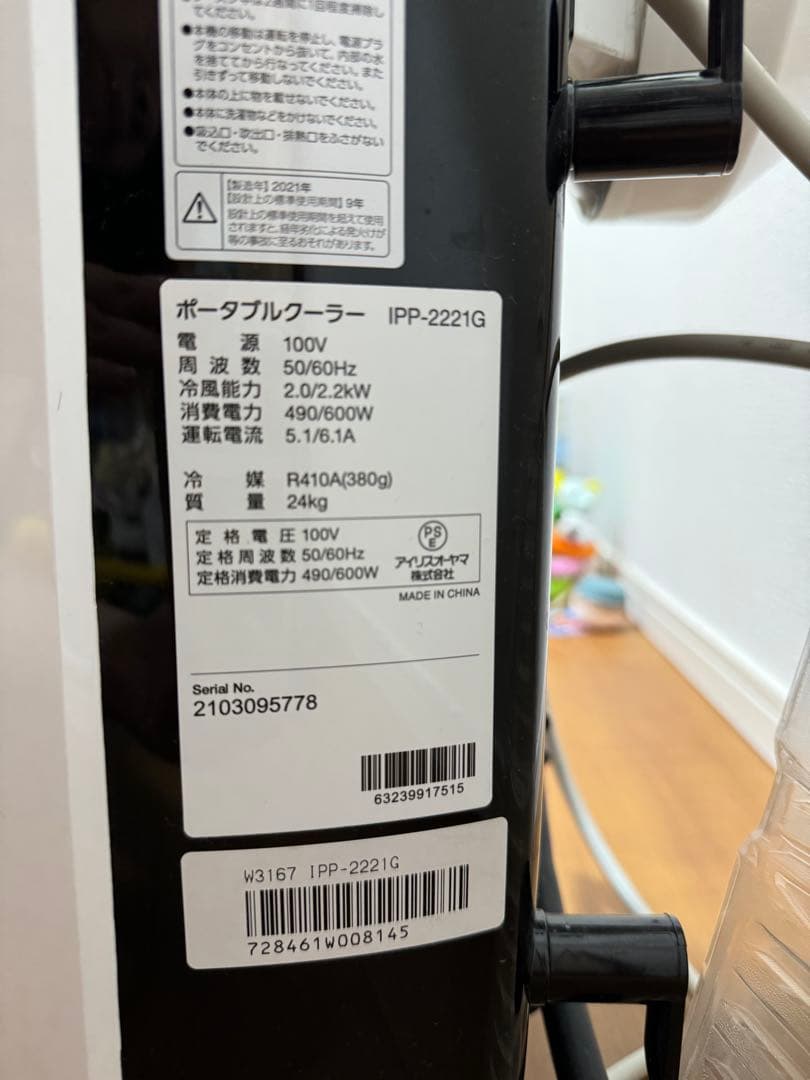 てください。
●本機の移動は運転を停止し、電源プラ
グをコンセントから抜いて、内部の水
を捨ててから行なってください。また
引きずって移動しないでください。
●本体の上に物を載せないでください。
●本体に洗濯物などをかけないでください。
●吸込口・吹出口・排熱口をふさがない
でください。
【製造年】2021年
【設計上の標準使用期間】9年
設計上の標準使用期間を超えて使用
されますと、経年劣化による発火けが
等の事故に至るおそれがあります。
ポータブルクーラー IPP-2221G
電源 100V
周波数 50/60Hz
冷風能力 2.0/2.2kW
消費電力 490/600W
運転電流 5.1/6.1A
冷媒 R410A(380g)
質量 24kg
定格電圧 100V
定格周波数 50/60Hz
定格消費電力 490/600W
PS
E
アイリスオーヤマ
株式会社
MADE IN CHINA
Serial No.
2103095778
63239917515
W3167 IPP-2221G
728461W008145